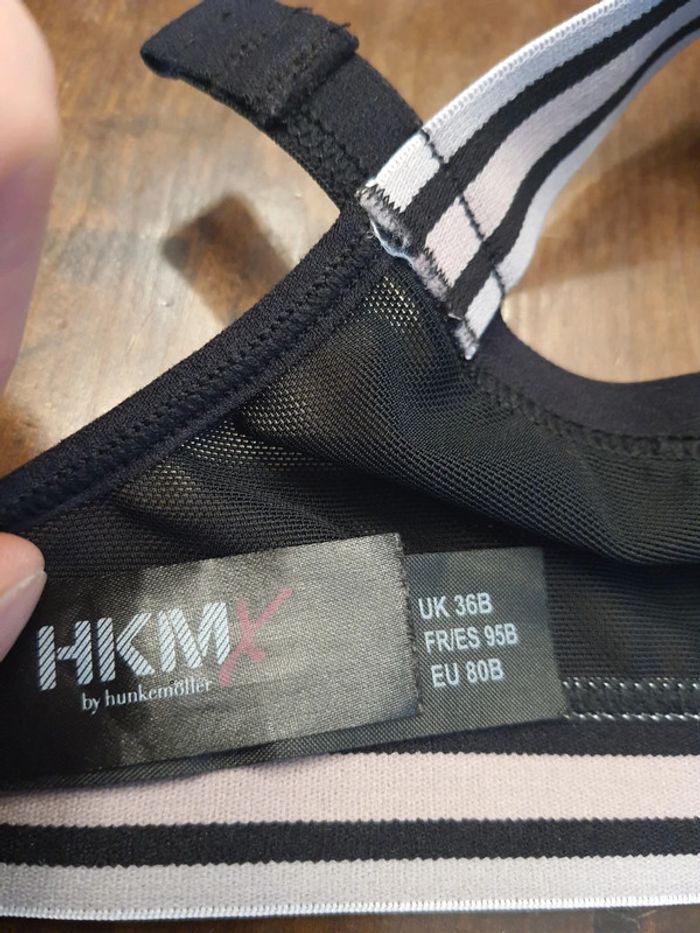 HKMX
by hunkemöller
UK 36B
FR/ES 95B
EU 80B